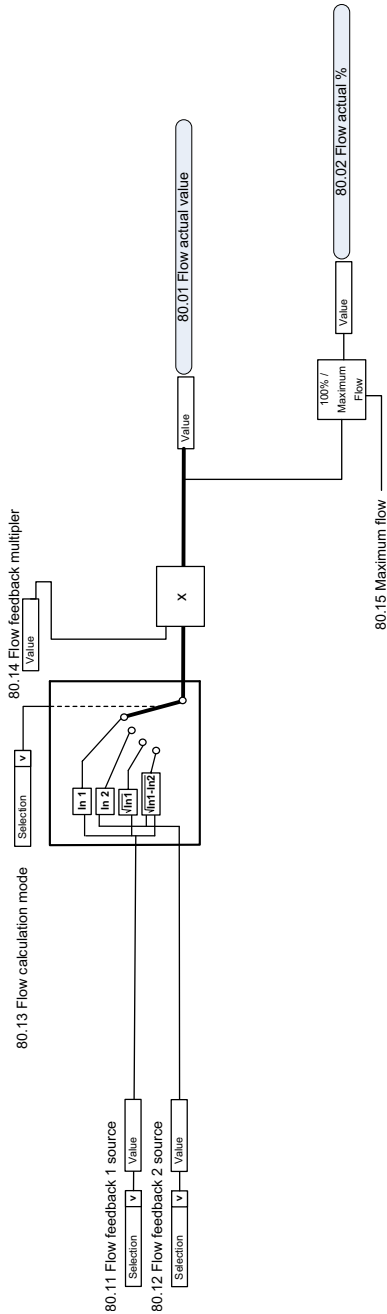 80.11 Flow feedback 1 source
Selection
v
Value
80.12 Flow feedback 2 source
Selection
v
Value
80.13 Flow calculation mode
Selection
v
In 1
In 2
√In1
√In1-In2
80.14 Flow feedback multipler
Value
x
Value
80.01 Flow actual value
100% /
Maximum
Flow
80.15 Maximum flow
Value
80.02 Flow actual %